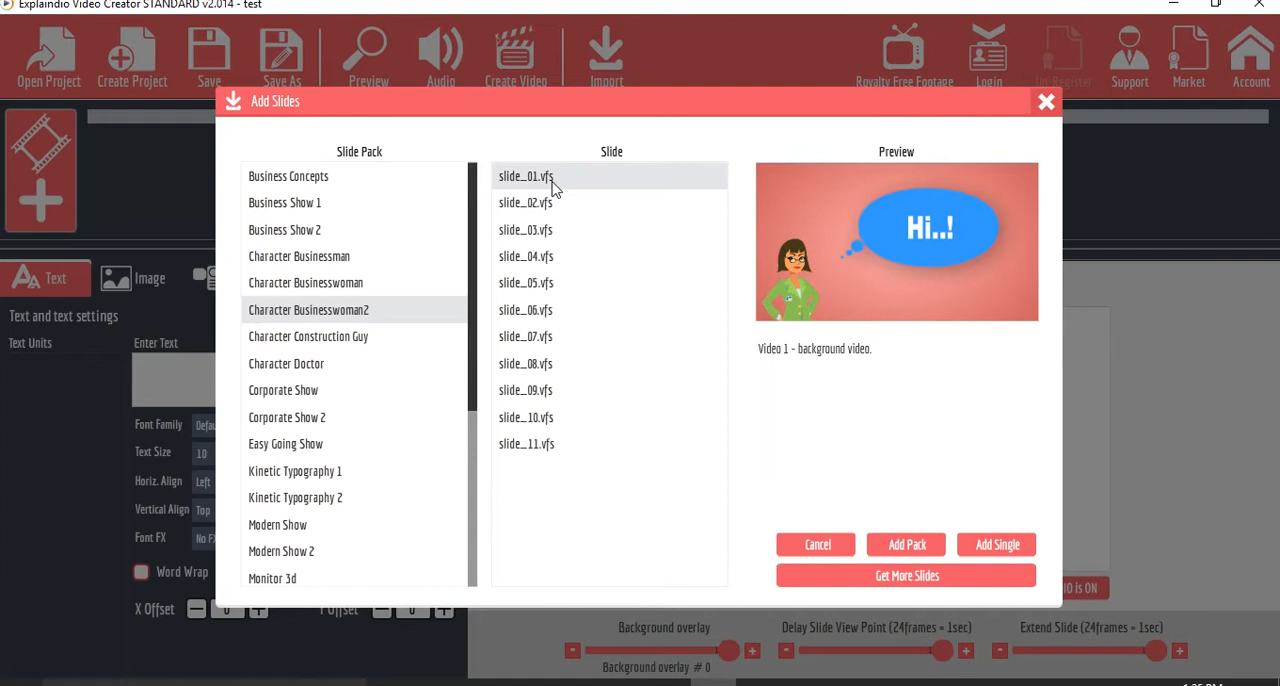 Explaindio Video Creator STANDARD v2.014 - test
Open Project
Create Project
Save
Save As
Preview
Audio
Create Video
Import
Royalty Free Footage
Login
Un-Register
Support
Market
Account
Add Slides
Slide Pack
Slide
Preview
Business Concepts
Business Show 1
Business Show 2
Character Businessman
Character Businesswoman
Character Businesswoman2
Character Construction Guy
Character Doctor
Corporate Show
Corporate Show 2
Easy Going Show
Kinetic Typography 1
Kinetic Typography 2
Modern Show
Modern Show 2
Monitor 3d
slide_01.vfs
slide_02.vfs
slide_03.vfs
slide_04.vfs
slide_05.vfs
slide_06.vfs
slide_07.vfs
slide_08.vfs
slide_09.vfs
slide_10.vfs
slide_11.vfs
Hi..!
Video 1 - background video.
Cancel
Add Pack
Add Single
Get More Slides
Text
Image
Text and text settings
Text Units
Enter Text
Font Family
Text Size
10
Horiz. Align
Left
Vertical Align
Top
Font FX
Word Wrap
X Offset
0
Y Offset
0
IO is ON
Background overlay
Delay Slide View Point (24frames = 1sec)
Extend Slide (24frames = 1sec)
Background overlay # 0